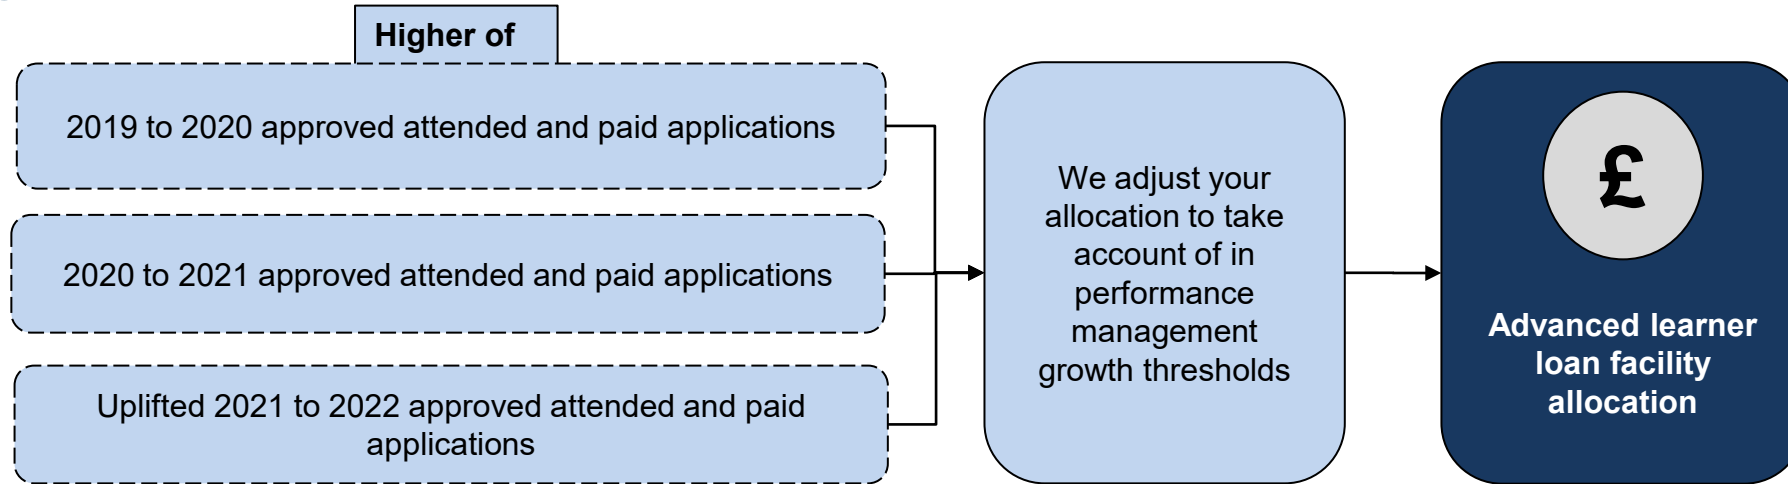 Higher of
2019 to 2020 approved attended and paid applications
2020 to 2021 approved attended and paid applications
Uplifted 2021 to 2022 approved attended and paid
applications
We adjust your
allocation to take
account of in
performance
management
growth thresholds
£
Advanced learner
loan facility
allocation